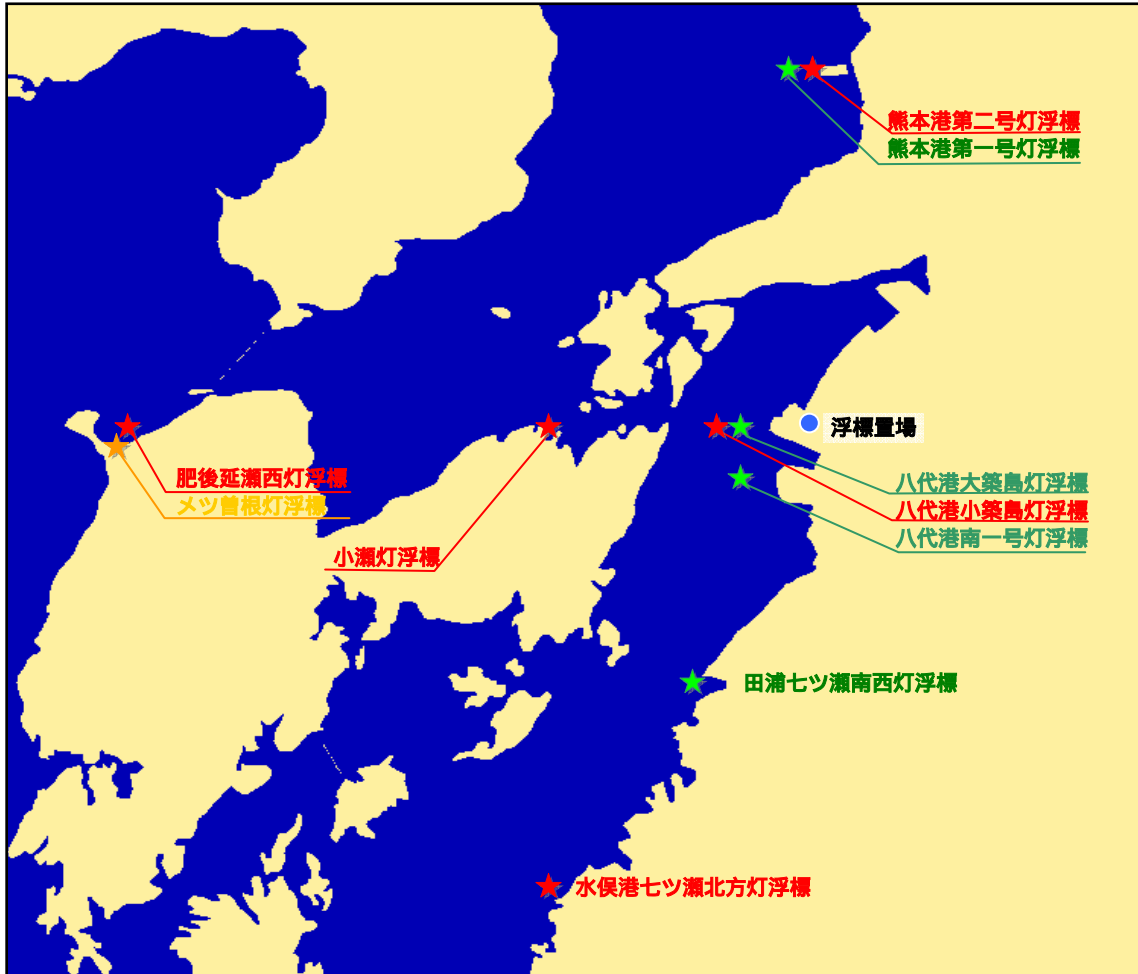 熊本港第二号灯浮標
熊本港第一号灯浮標
浮標置場
肥後延瀬西灯浮標
メツ曽根灯浮標
八代港大築島灯浮標
八代港小築島灯浮標
八代港南一号灯浮標
小瀬灯浮標
田浦七ツ瀬南西灯浮標
水俣港七ツ瀬北方灯浮標